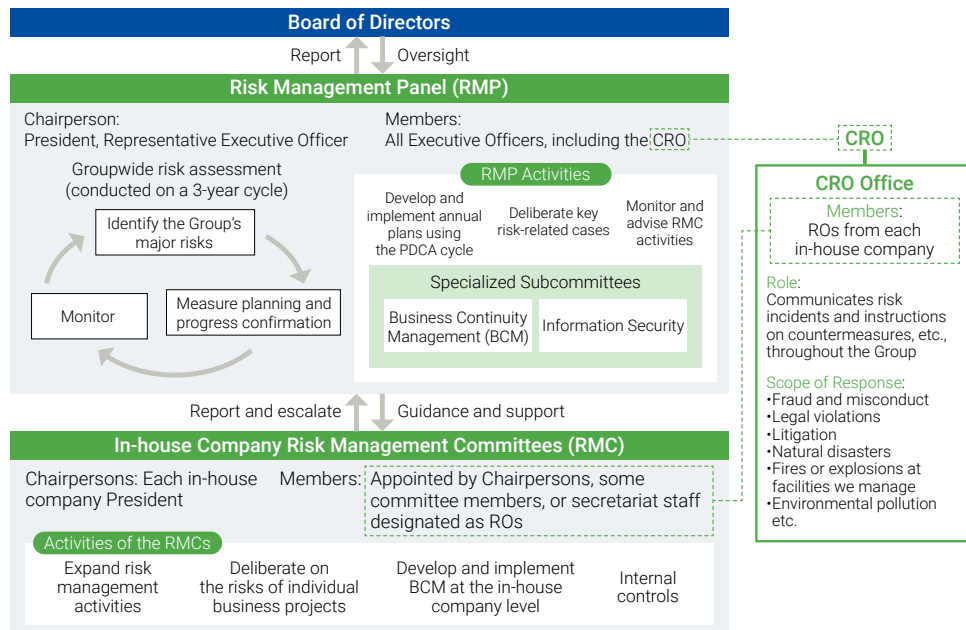 Board of Directors
Report
Oversight
Risk Management Panel (RMP)
Chairperson:
President, Representative Executive Officer
Members:
All Executive Officers, including the CRO
Groupwide risk assessment
(conducted on a 3-year cycle)
Identify the Group's
major risks
Measure planning and
progress confirmation
Monitor
RMP Activities
Develop and
implement annual
plans using
the PDCA cycle
Deliberate key
risk-related cases
Monitor and
advise RMC
activities
Specialized Subcommittees
Business Continuity
Management (BCM)
Information Security
Report and escalate
Guidance and support
In-house Company Risk Management Committees (RMC)
Chairpersons: Each in-house
company President
Members: Appointed by Chairpersons, some
committee members, or secretariat staff
designated as ROs
Activities of the RMCs
Expand risk
management
activities
Deliberate on
the risks of individual
business projects
Develop and implement
BCM at the in-house
company level
Internal
controls
CRO
CRO Office
Members:
ROs from each
in-house company
Role:
Communicates risk
incidents and instructions
on countermeasures, etc.,
throughout the Group
Scope of Response:
•Fraud and misconduct
•Legal violations
•Litigation
•Natural disasters
•Fires or explosions at
facilities we manage
•Environmental pollution
etc.